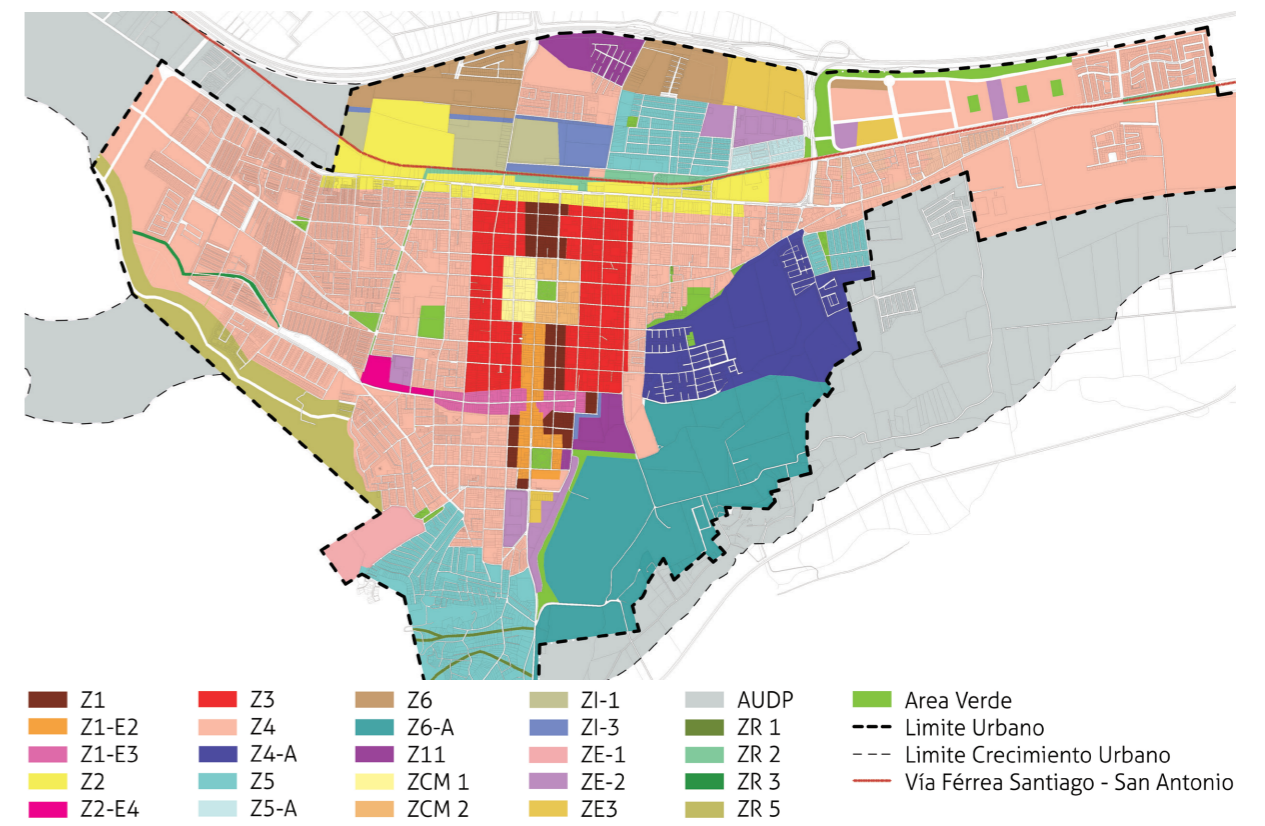 Z1
Z1-E2
Z1-E3
Z2
Z2-E4
Z3
Z4
Z4-A
Z5
Z5-A
Z6
Z6-A
Z11
ZCM 1
ZCM 2
ZI-1
ZI-3
ZE-1
ZE-2
ZE3
AUDP
ZR 1
ZR 2
ZR 3
ZR 5
Area Verde
Limite Urbano
Limite Crecimiento Urbano
Vía Férrea Santiago - San Antonio